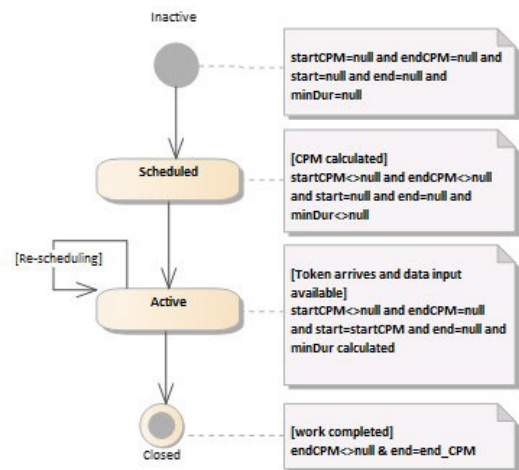 Inactive
startCPM=null and endCPM=null and
start=null and end=null and
minDur=null
Scheduled
[CPM calculated]
startCPM<>null and endCPM<>null
and start=null and end=null and
minDur<>null
[Re-scheduling]
Active
[Token arrives and data input
available]
startCPM<>null and endCPM=null
and start=startCPM and end=null and
minDur calculated
[work completed]
endCPM<>null & end=end_CPM
Closed